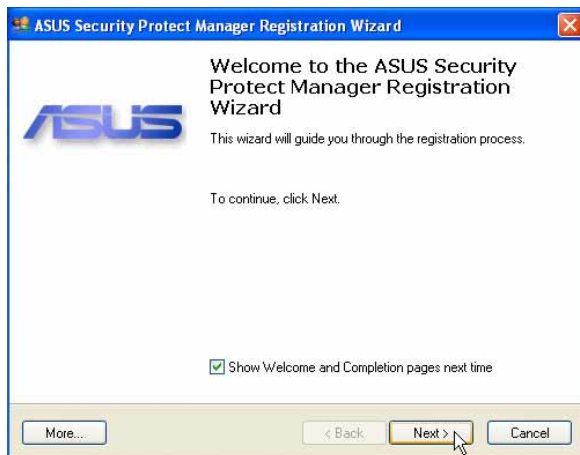 ASUS Security Protect Manager Registration Wizard
ASUS
Welcome to the ASUS Security
Protect Manager Registration
Wizard
This wizard will guide you through the registration process.
To continue, click Next.
Show Welcome and Completion pages next time
More...
< Back
Next >
Cancel